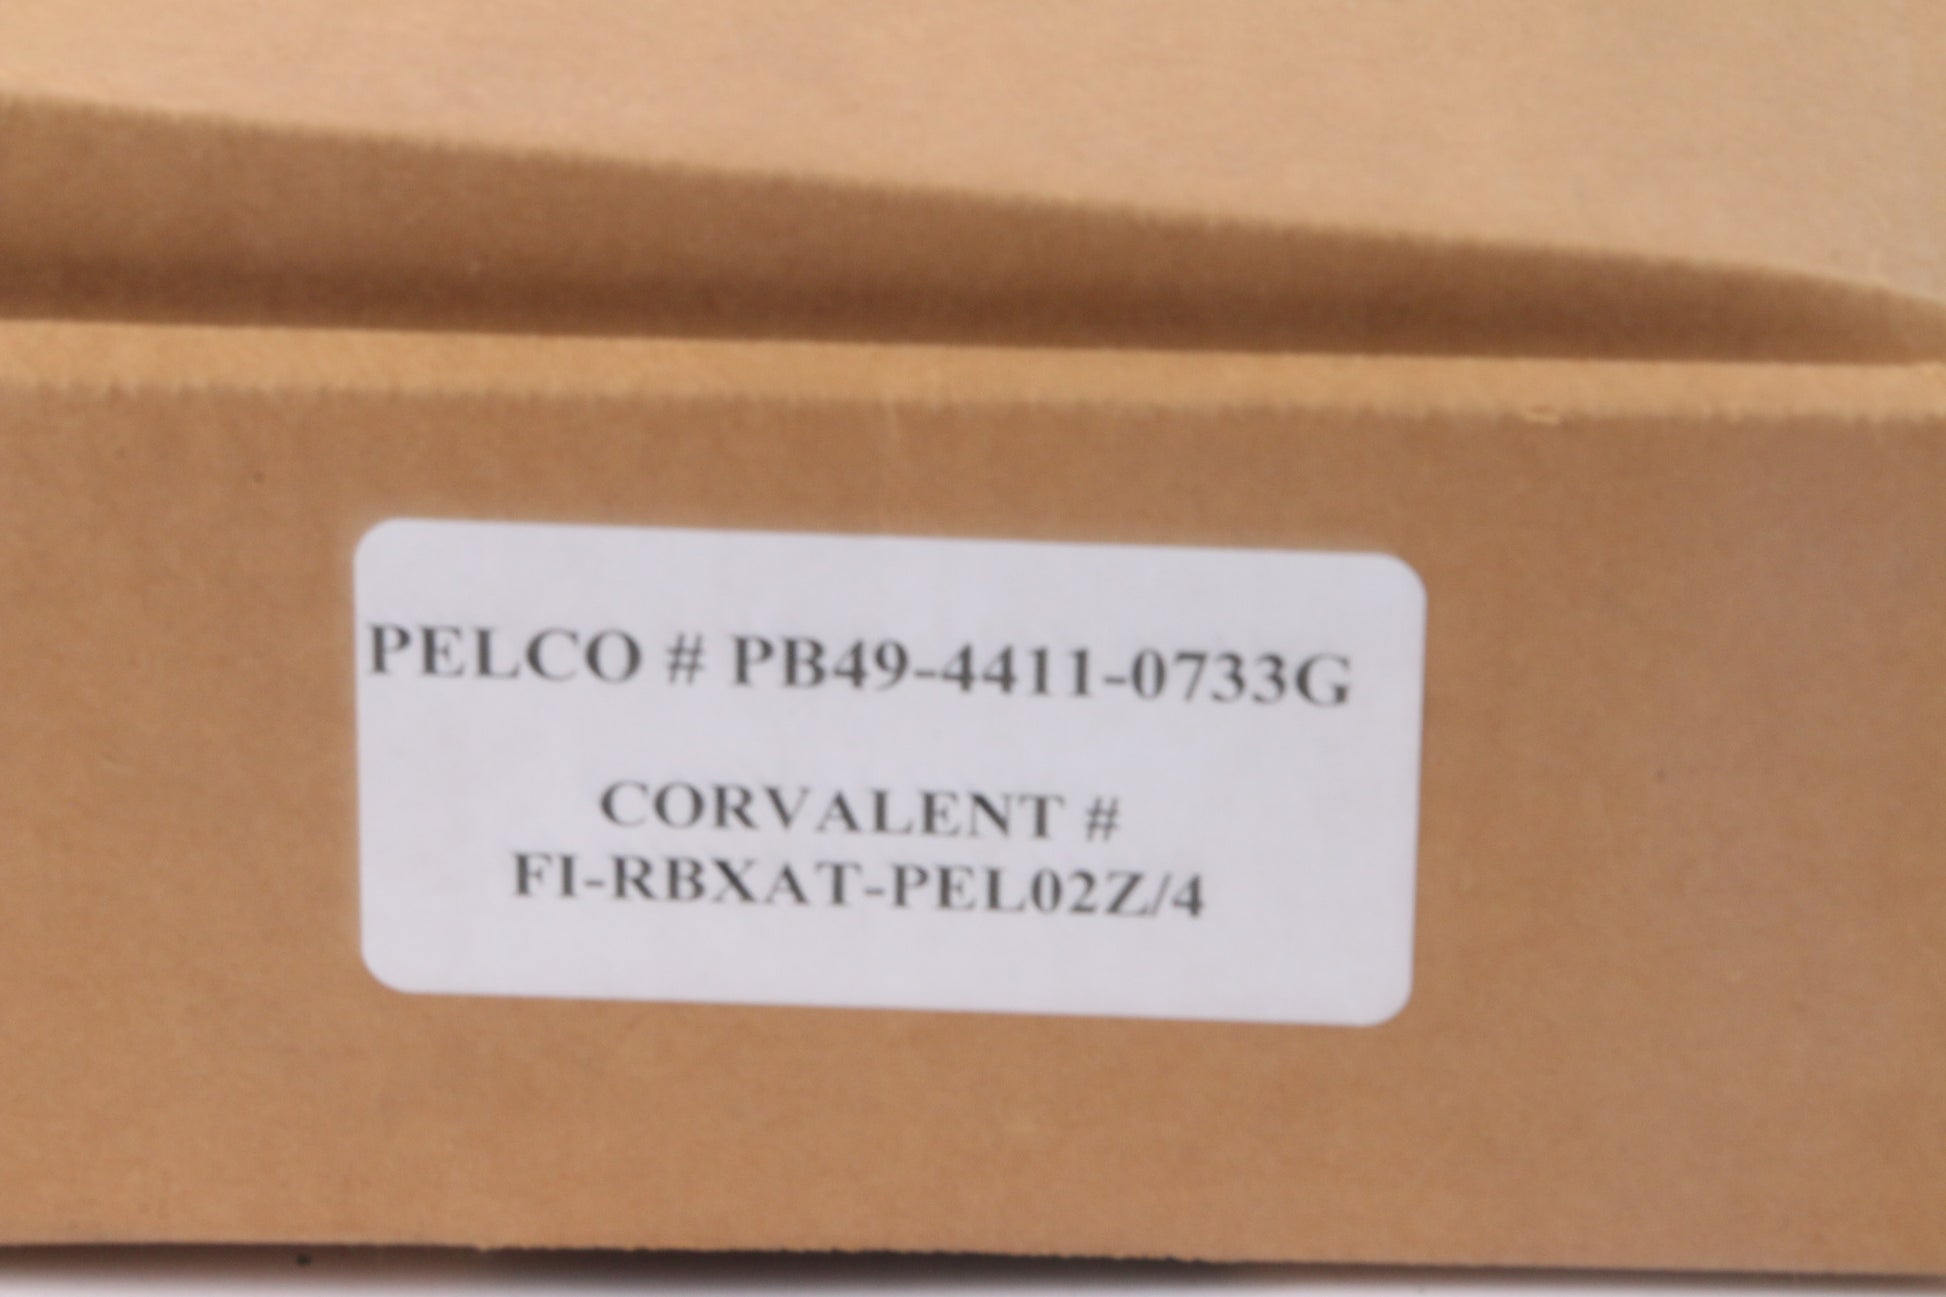 PELCO # PB49-4411-0733G
CORVALENT #
FI-RBXAT-PEL02Z/4